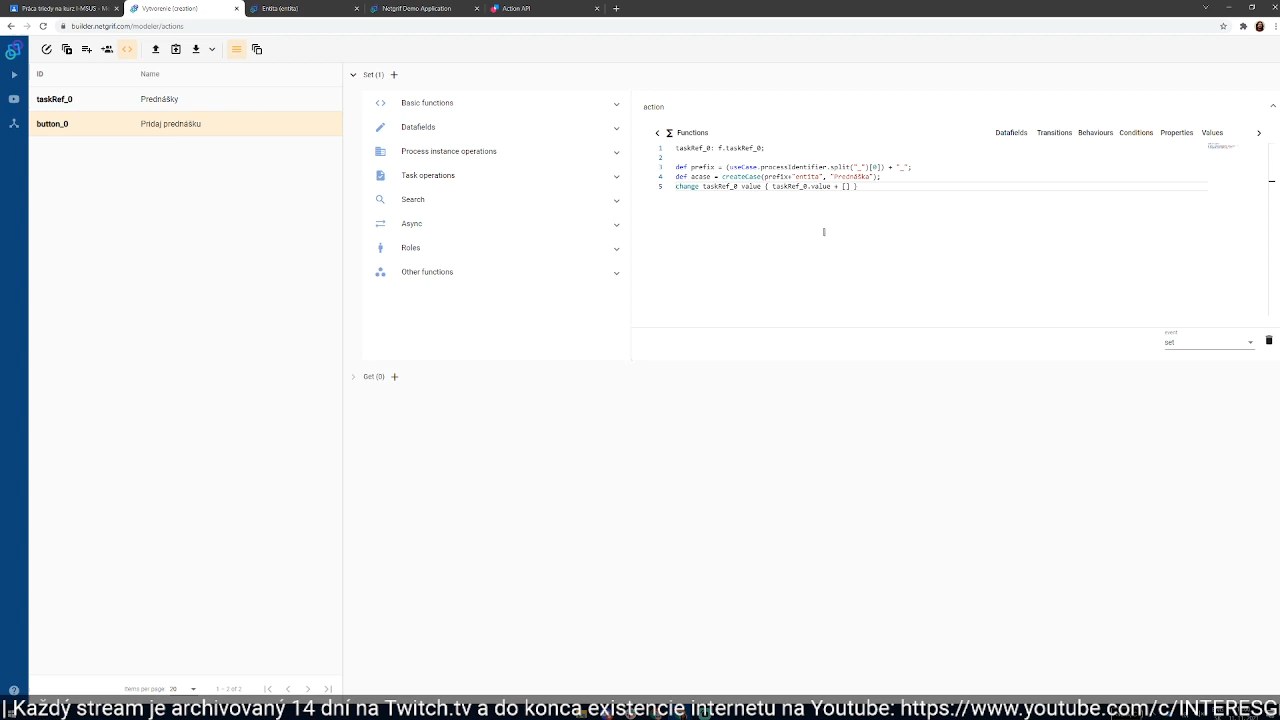 Práca triedy na kurz I-MSUS - M
Vytvorenie (creation)
Entita (entita)
Netgrif Demo Application
Action API
builder.netgrif.com/modeler/actions
ID Name
taskRef_0 Prednášky
button_0 Pridaj prednášku
Items per page 20 1 – 2 of 2
Set (1)
Basic functions
Datafields
Process instance operations
Task operations
Search
Async
Roles
Other functions
action
Functions Datafields Transitions Behaviours Conditions Properties Values
1 taskRef_0: f.taskRef_0;
2
3 def prefix = (useCase.processIdentifier.split("_")[0]) + "_";
4 def acase = createCase(prefix+"entita", "Prednáška");
5 change taskRef_0 value { taskRef_0.value + [] }
event
set
Get (0)
| Každý stream je archivovaný 14 dní na Twitch.tv a do konca existencie internetu na Youtube: https://www.youtube.com/c/INTERESG